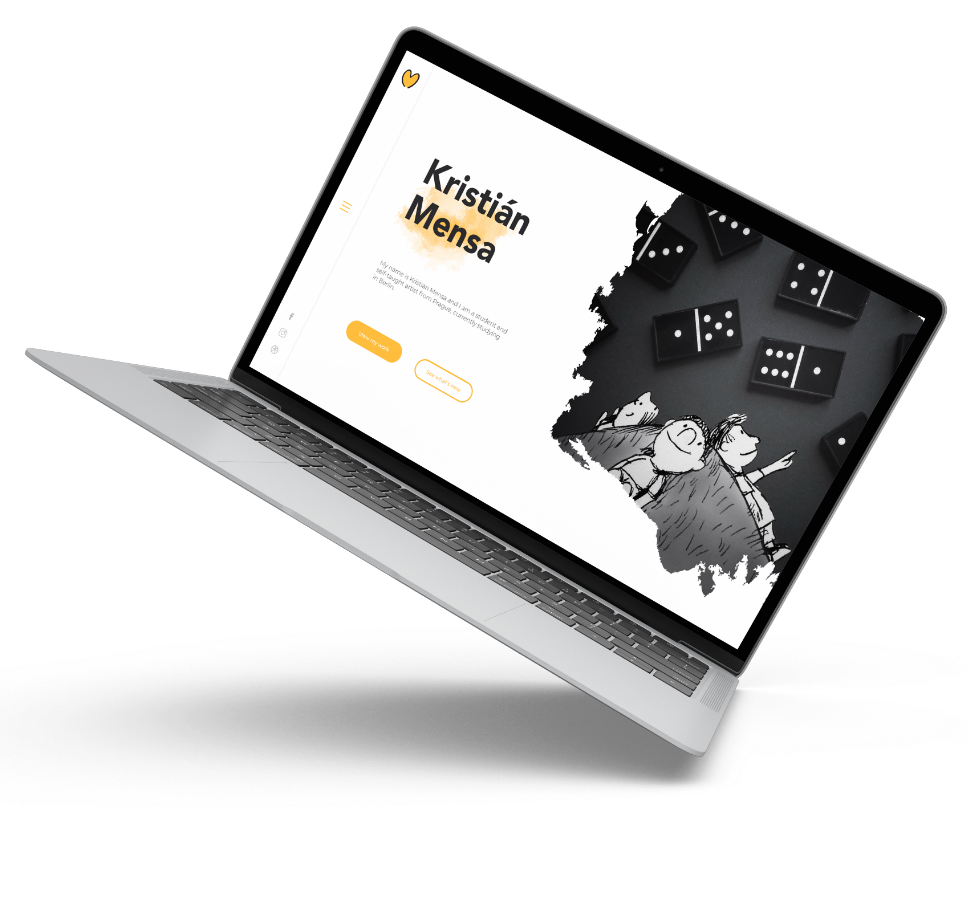 Kristián
Mensa
My name is Kristián Mensa and I am a student and
self-taught artist from Prague, currently studying
in Berlin.
View my work
See what's new